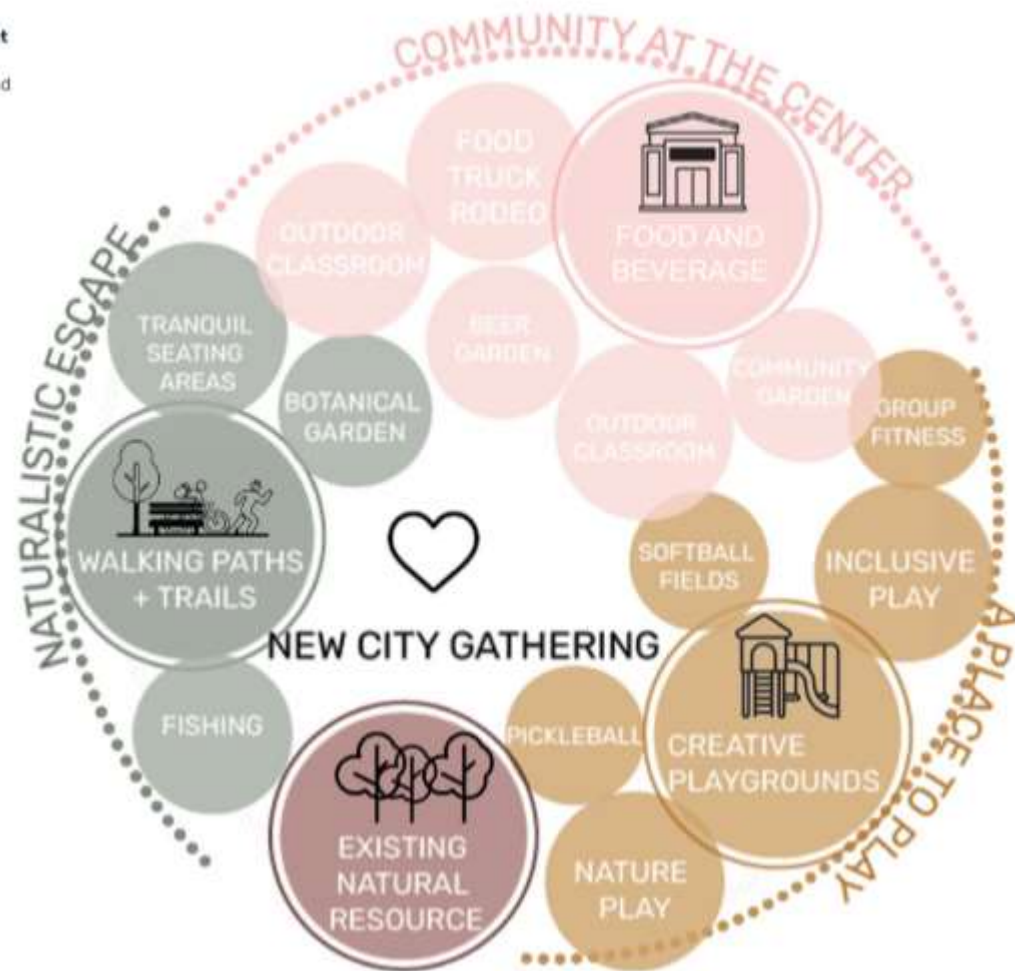 COMMUNITY AT THE CENTER
FOOD
TRUCK
RODEO
FOOD AND
BEVERAGE
OUTDOOR
CLASSROOM
BEER
GARDEN
OUTDOOR
CLASSROOM
COMMUNITY
GARDEN
NATURALISTIC ESCAPE
TRANQUIL
SEATING
AREAS
BOTANICAL
GARDEN
WALKING PATHS
+ TRAILS
FISHING
NEW CITY GATHERING
EXISTING
NATURAL
RESOURCE
A PLACE TO PLAY
GROUP
FITNESS
SOFTBALL
FIELDS
INCLUSIVE
PLAY
PICKLEBALL
CREATIVE
PLAYGROUNDS
NATURE
PLAY